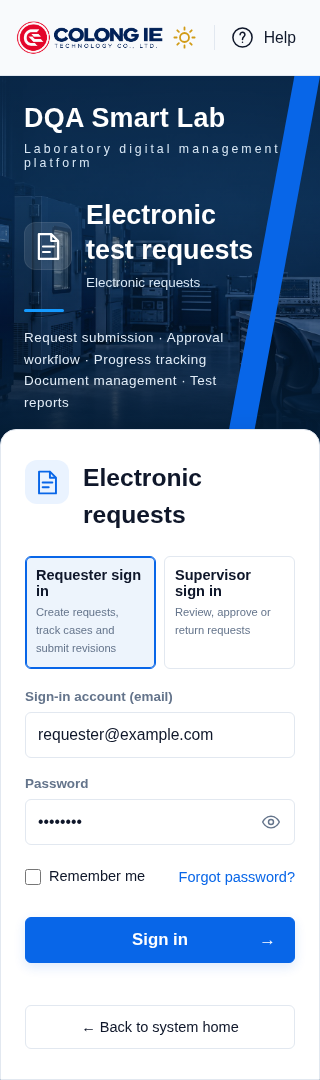 COLONG IE
TECHNOLOGY CO., LTD.
Help
DQA Smart Lab
Laboratory digital management
platform
Electronic
test requests
Electronic requests
Request submission · Approval
workflow · Progress tracking
Document management · Test
reports
Electronic
requests
Requester sign
in
Create requests,
track cases and
submit revisions
Supervisor
sign in
Review, approve or
return requests
Sign-in account (email)
requester@example.com
Password
••••••••
Remember me
Forgot password?
Sign in →
← Back to system home